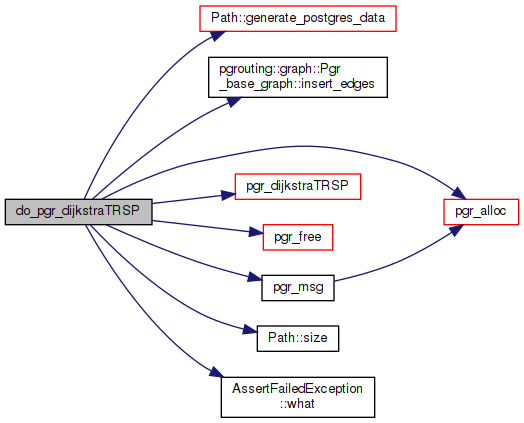 Path::generate_postgres_data
pgrouting::graph::Pgr
_base_graph::insert_edges
pgr_dijkstraTRSP
do_pgr_dijkstraTRSP
pgr_alloc
pgr_free
pgr_msg
Path::size
AssertFailedException
::what